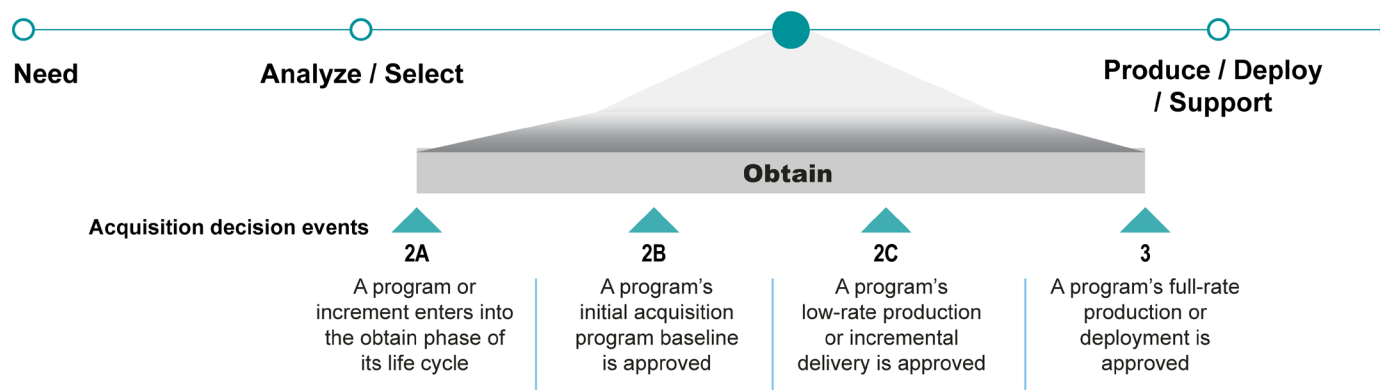 Need
Analyze / Select
Produce / Deploy
/ Support
Obtain
Acquisition decision events
2A
A program or
increment enters into
the obtain phase of
its life cycle
2B
A program's
initial acquisition
program baseline
is approved
2C
A program's
low-rate production
or incremental
delivery is approved
3
A program's full-rate
production or
deployment is
approved